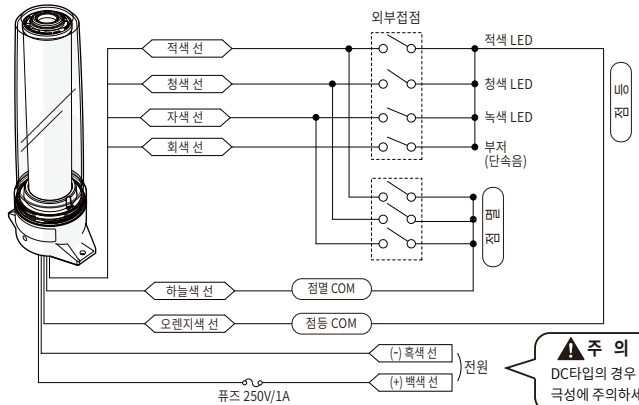 외부접점
적색 선
적색 LED
청색 선
청색 LED
자색 선
녹색 LED
회색 선
부저
(단속음)
점등
점멸
하늘색 선
점멸 COM
오렌지색 선
점등 COM
(-) 흑색 선
전원
(+) 백색 선
퓨즈 250V/1A
주 의
DC타입의 경우
극성에 주의하세